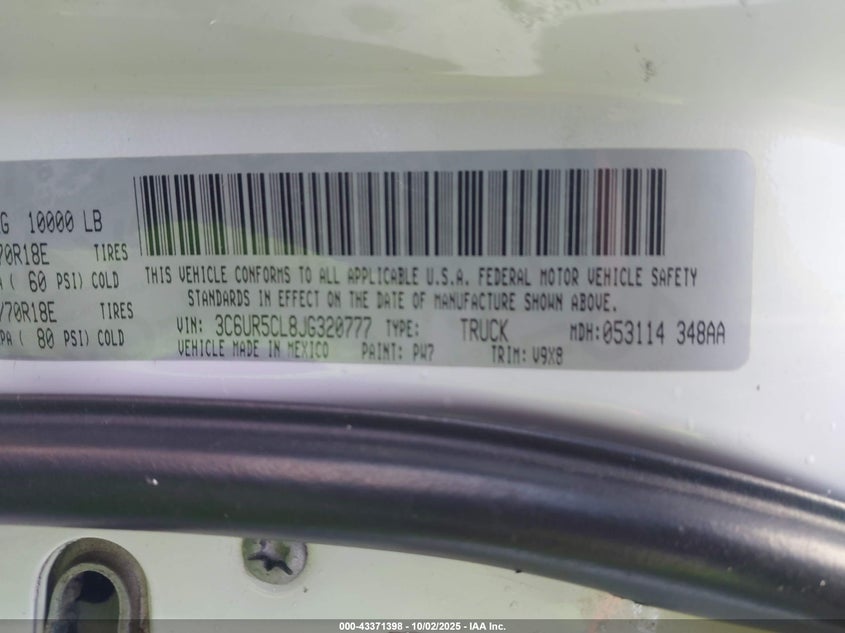 G 10000 LB
70R18E TIRES
A ( 60 PSI) COLD
/70R18E TIRES
PA ( 80 PSI) COLD
THIS VEHICLE CONFORMS TO ALL APPLICABLE U.S.A. FEDERAL MOTOR VEHICLE SAFETY
STANDARDS IN EFFECT ON THE DATE OF MANUFACTURE SHOWN ABOVE.
VIN: 3C6UR5CL8JG320777 TYPE: TRUCK MDH:053114 348AA
VEHICLE MADE IN MEXICO PAINT: PW7 TRIM: V9X8
000-43371398 - 10/02/2025 - IAA Inc.